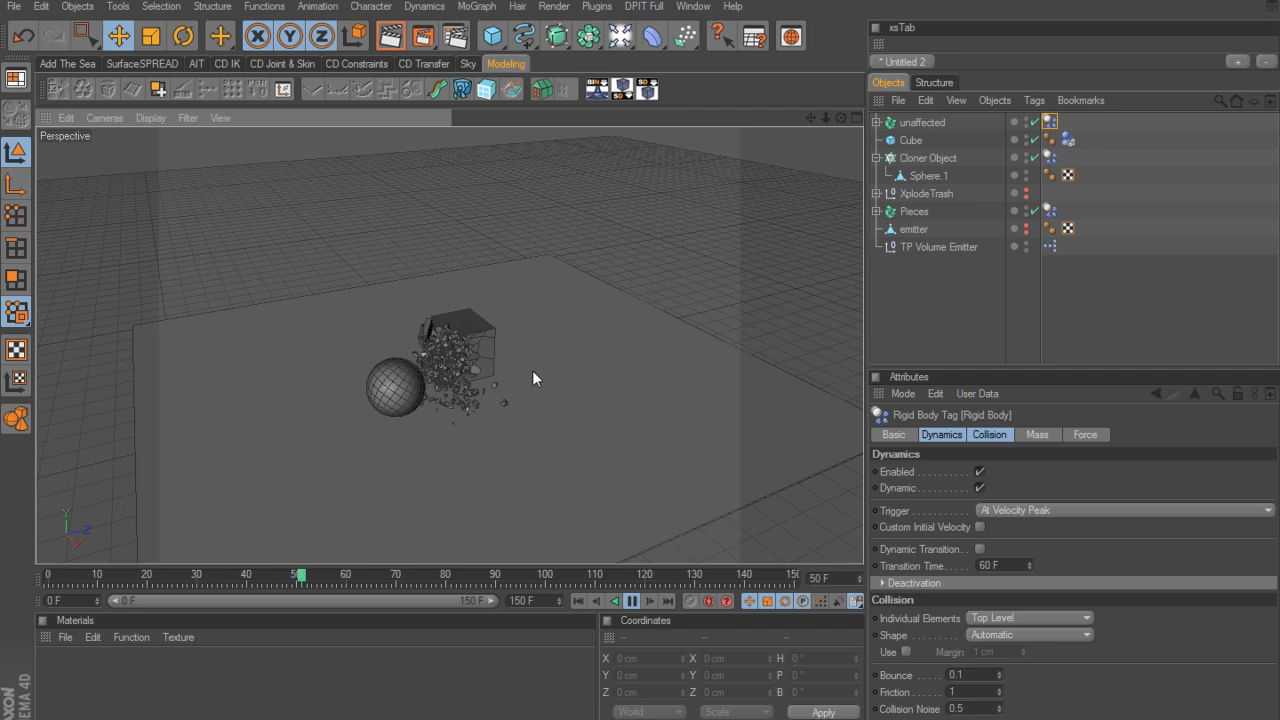 File Edit Objects Tools Selection Structure Functions Animation Character Dynamics MoGraph Hair Render Plugins DPIT Full Window Help
xsTab
Add The Sea SurfaceSPREAD AIT CD IK CD Joint & Skin CD Constraints CD Transfer Sky Modeling
* Untitled 2
Objects Structure
File Edit View Objects Tags Bookmarks
Edit Cameras Display Filter View
Perspective
unaffected
Cube
Cloner Object
Sphere.1
XplodeTrash
Pieces
emitter
TP Volume Emitter
Attributes
Mode Edit User Data
Rigid Body Tag [Rigid Body]
Basic Dynamics Collision Mass Force
Dynamics
Enabled
Dynamic
Trigger At Velocity Peak
Custom Initial Velocity
Dynamic Transition
Transition Time 60 F
Deactivation
Collision
Individual Elements Top Level
Shape Automatic
Use Margin 1 cm
Bounce 0.1
Friction 1
Collision Noise 0.5
0 10 20 30 40 60 70 80 90 100 110 120 130 140 50 F
0 F 0 F 150 F 150 F
Materials
File Edit Function Texture
Coordinates
-- -- --
X 0 cm X 0 cm H 0 °
Y 0 cm Y 0 cm P 0 °
Z 0 cm Z 0 cm B 0 °
World Scale Apply